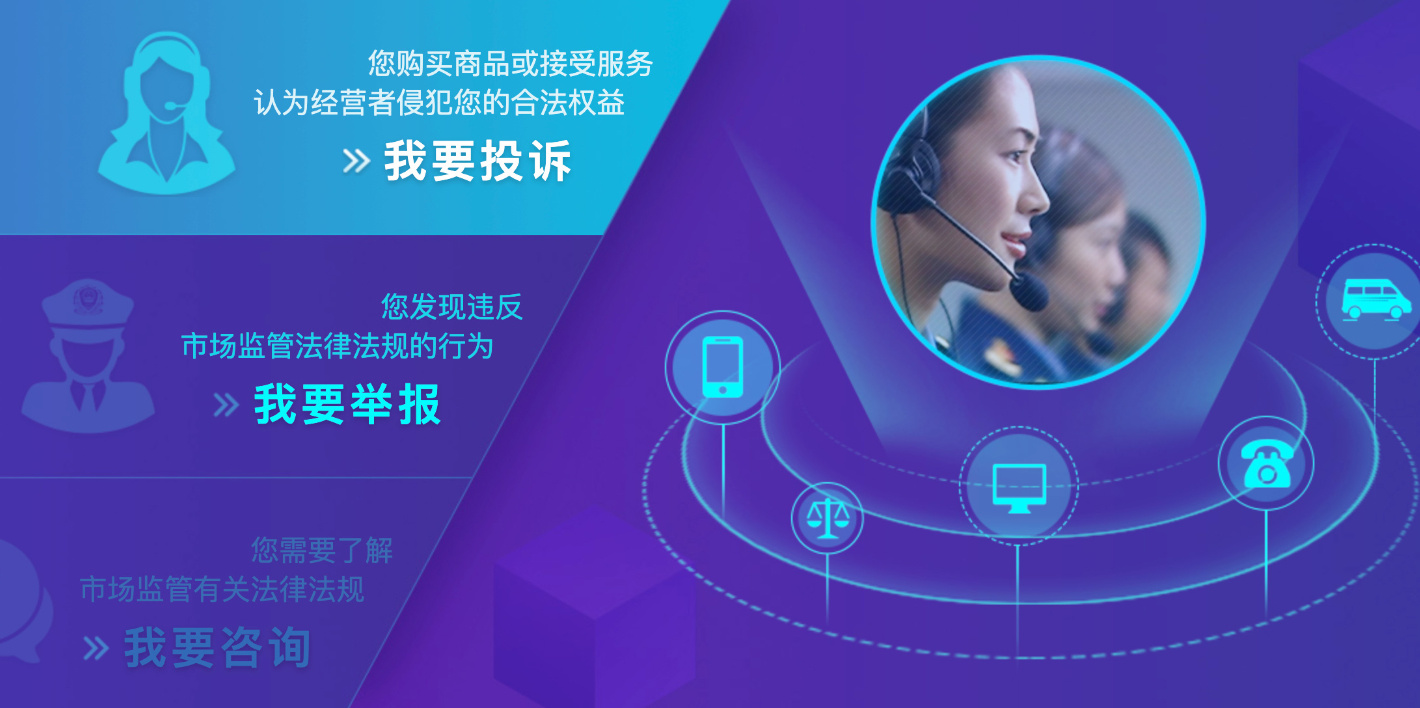 您购买商品或接受服务
认为经营者侵犯您的合法权益
我要投诉
您发现违反
市场监管法律法规的行为
我要举报
您需要了解
市场监管有关法律法规
我要咨询